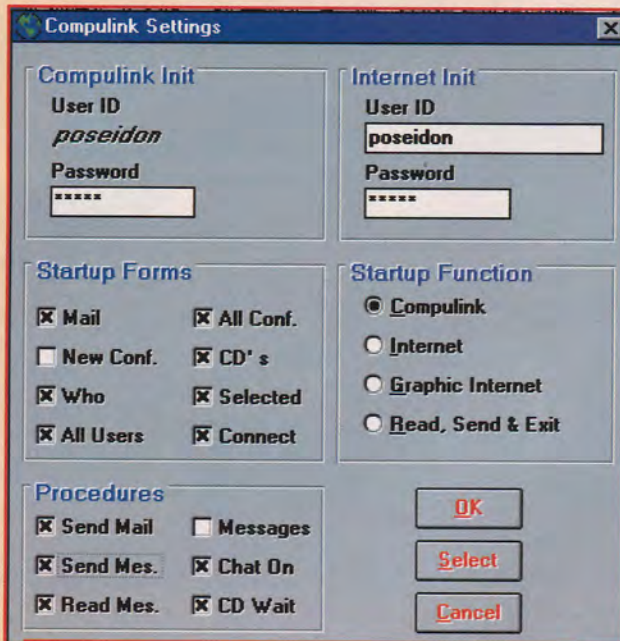 Compulink Settings
Compulink Init
User ID
poseidon
Password
*****
Internet Init
User ID
poseidon
Password
*****
Startup Forms
Mail
All Conf.
New Conf.
CD' s
Who
Selected
All Users
Connect
Startup Function
Compulink
Internet
Graphic Internet
Read, Send & Exit
Procedures
Send Mail
Messages
Send Mes.
Chat On
Read Mes.
CD Wait
OK
Select
Cancel